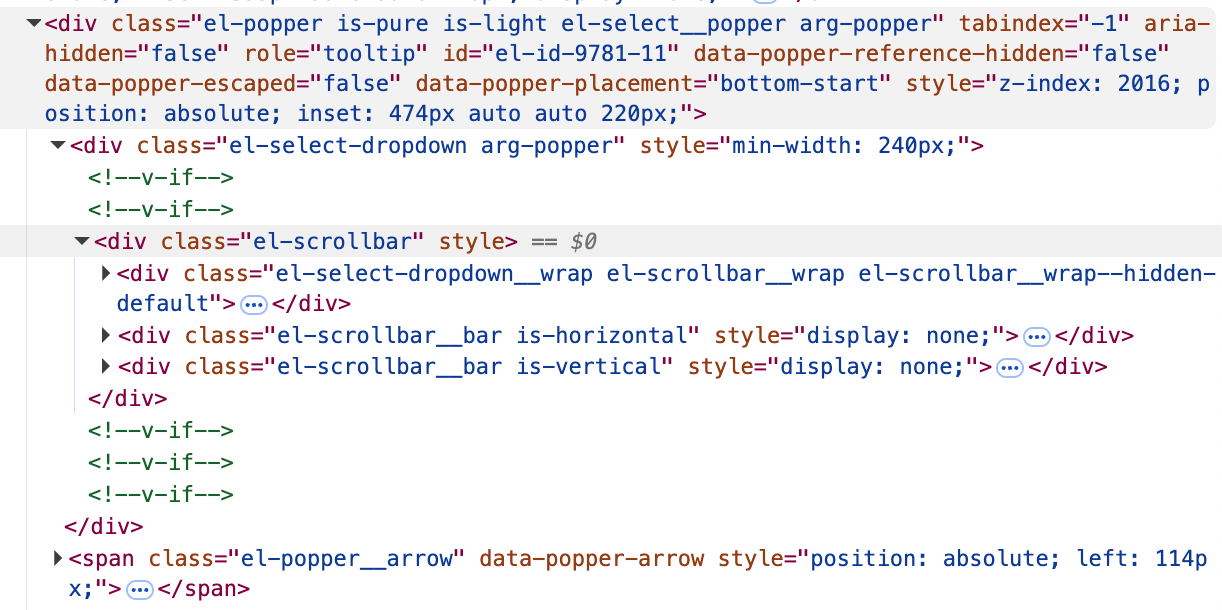 <div class="el-popper is-pure is-light el-select__popper arg-popper" tabindex="-1" aria-
hidden="false" role="tooltip" id="el-id-9781-11" data-popper-reference-hidden="false"
data-popper-escaped="false" data-popper-placement="bottom-start" style="z-index: 2016; p
osition: absolute; inset: 474px auto auto 220px;">
<div class="el-select-dropdown arg-popper" style="min-width: 240px;">
<!--v-if-->
<!--v-if-->
<div class="el-scrollbar" style> == $0
<div class="el-select-dropdown__wrap el-scrollbar__wrap el-scrollbar__wrap--hidden-
default"> ••• </div>
<div class="el-scrollbar__bar is-horizontal" style="display: none;"> ••• </div>
<div class="el-scrollbar__bar is-vertical" style="display: none;"> ••• </div>
</div>
<!--v-if-->
<!--v-if-->
<!--v-if-->
</div>
<span class="el-popper__arrow" data-popper-arrow style="position: absolute; left: 114p
x;"> ••• </span>